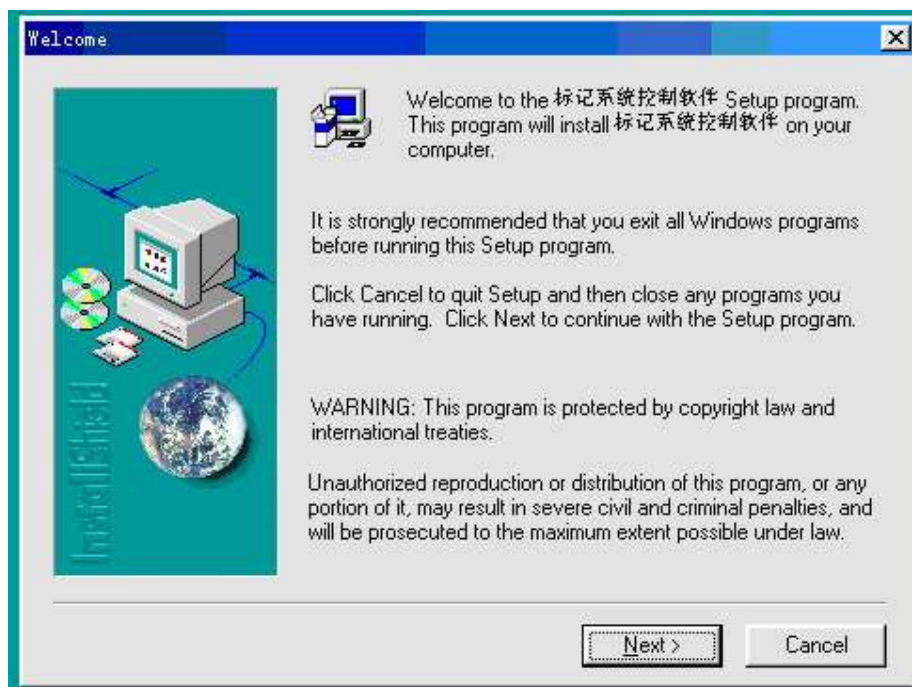 Welcome
Welcome to the 标记系统控制软件 Setup program.
This program will install 标记系统控制软件 on your
computer.
It is strongly recommended that you exit all Windows programs
before running this Setup program.
Click Cancel to quit Setup and then close any programs you
have running.  Click Next to continue with the Setup program.
WARNING: This program is protected by copyright law and
international treaties.
Unauthorized reproduction or distribution of this program, or any
portion of it, may result in severe civil and criminal penalties, and
will be prosecuted to the maximum extent possible under law.
InstallShield
Next >
Cancel